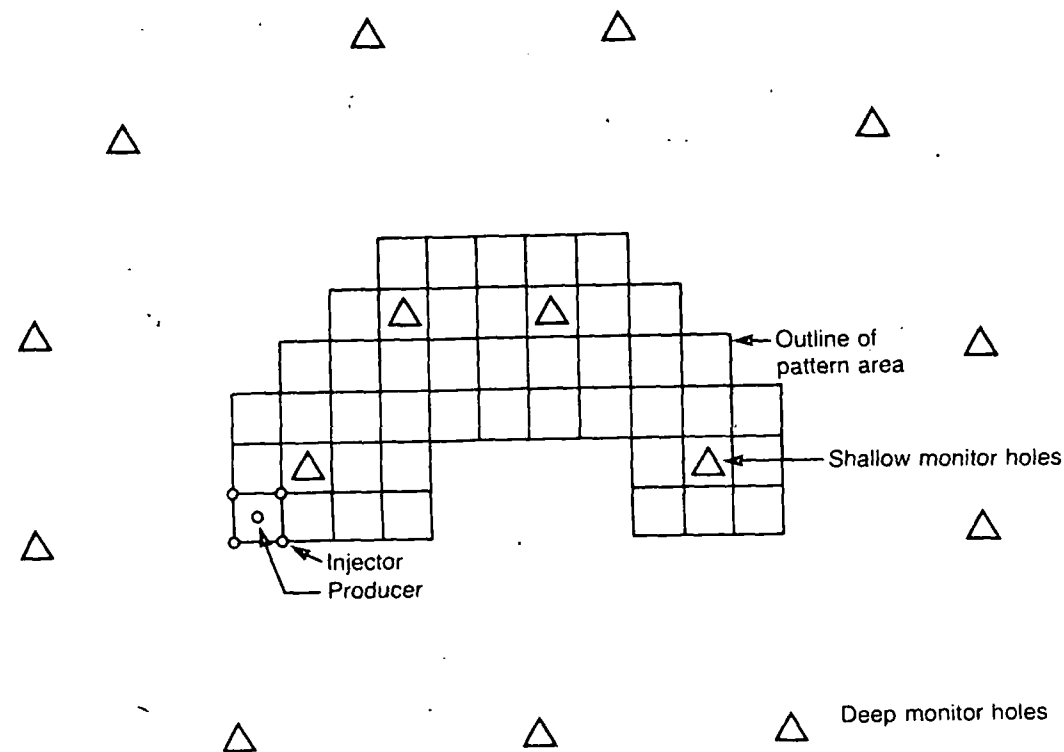 Outline of
pattern area
Shallow monitor holes
Injector
Producer
Deep monitor holes